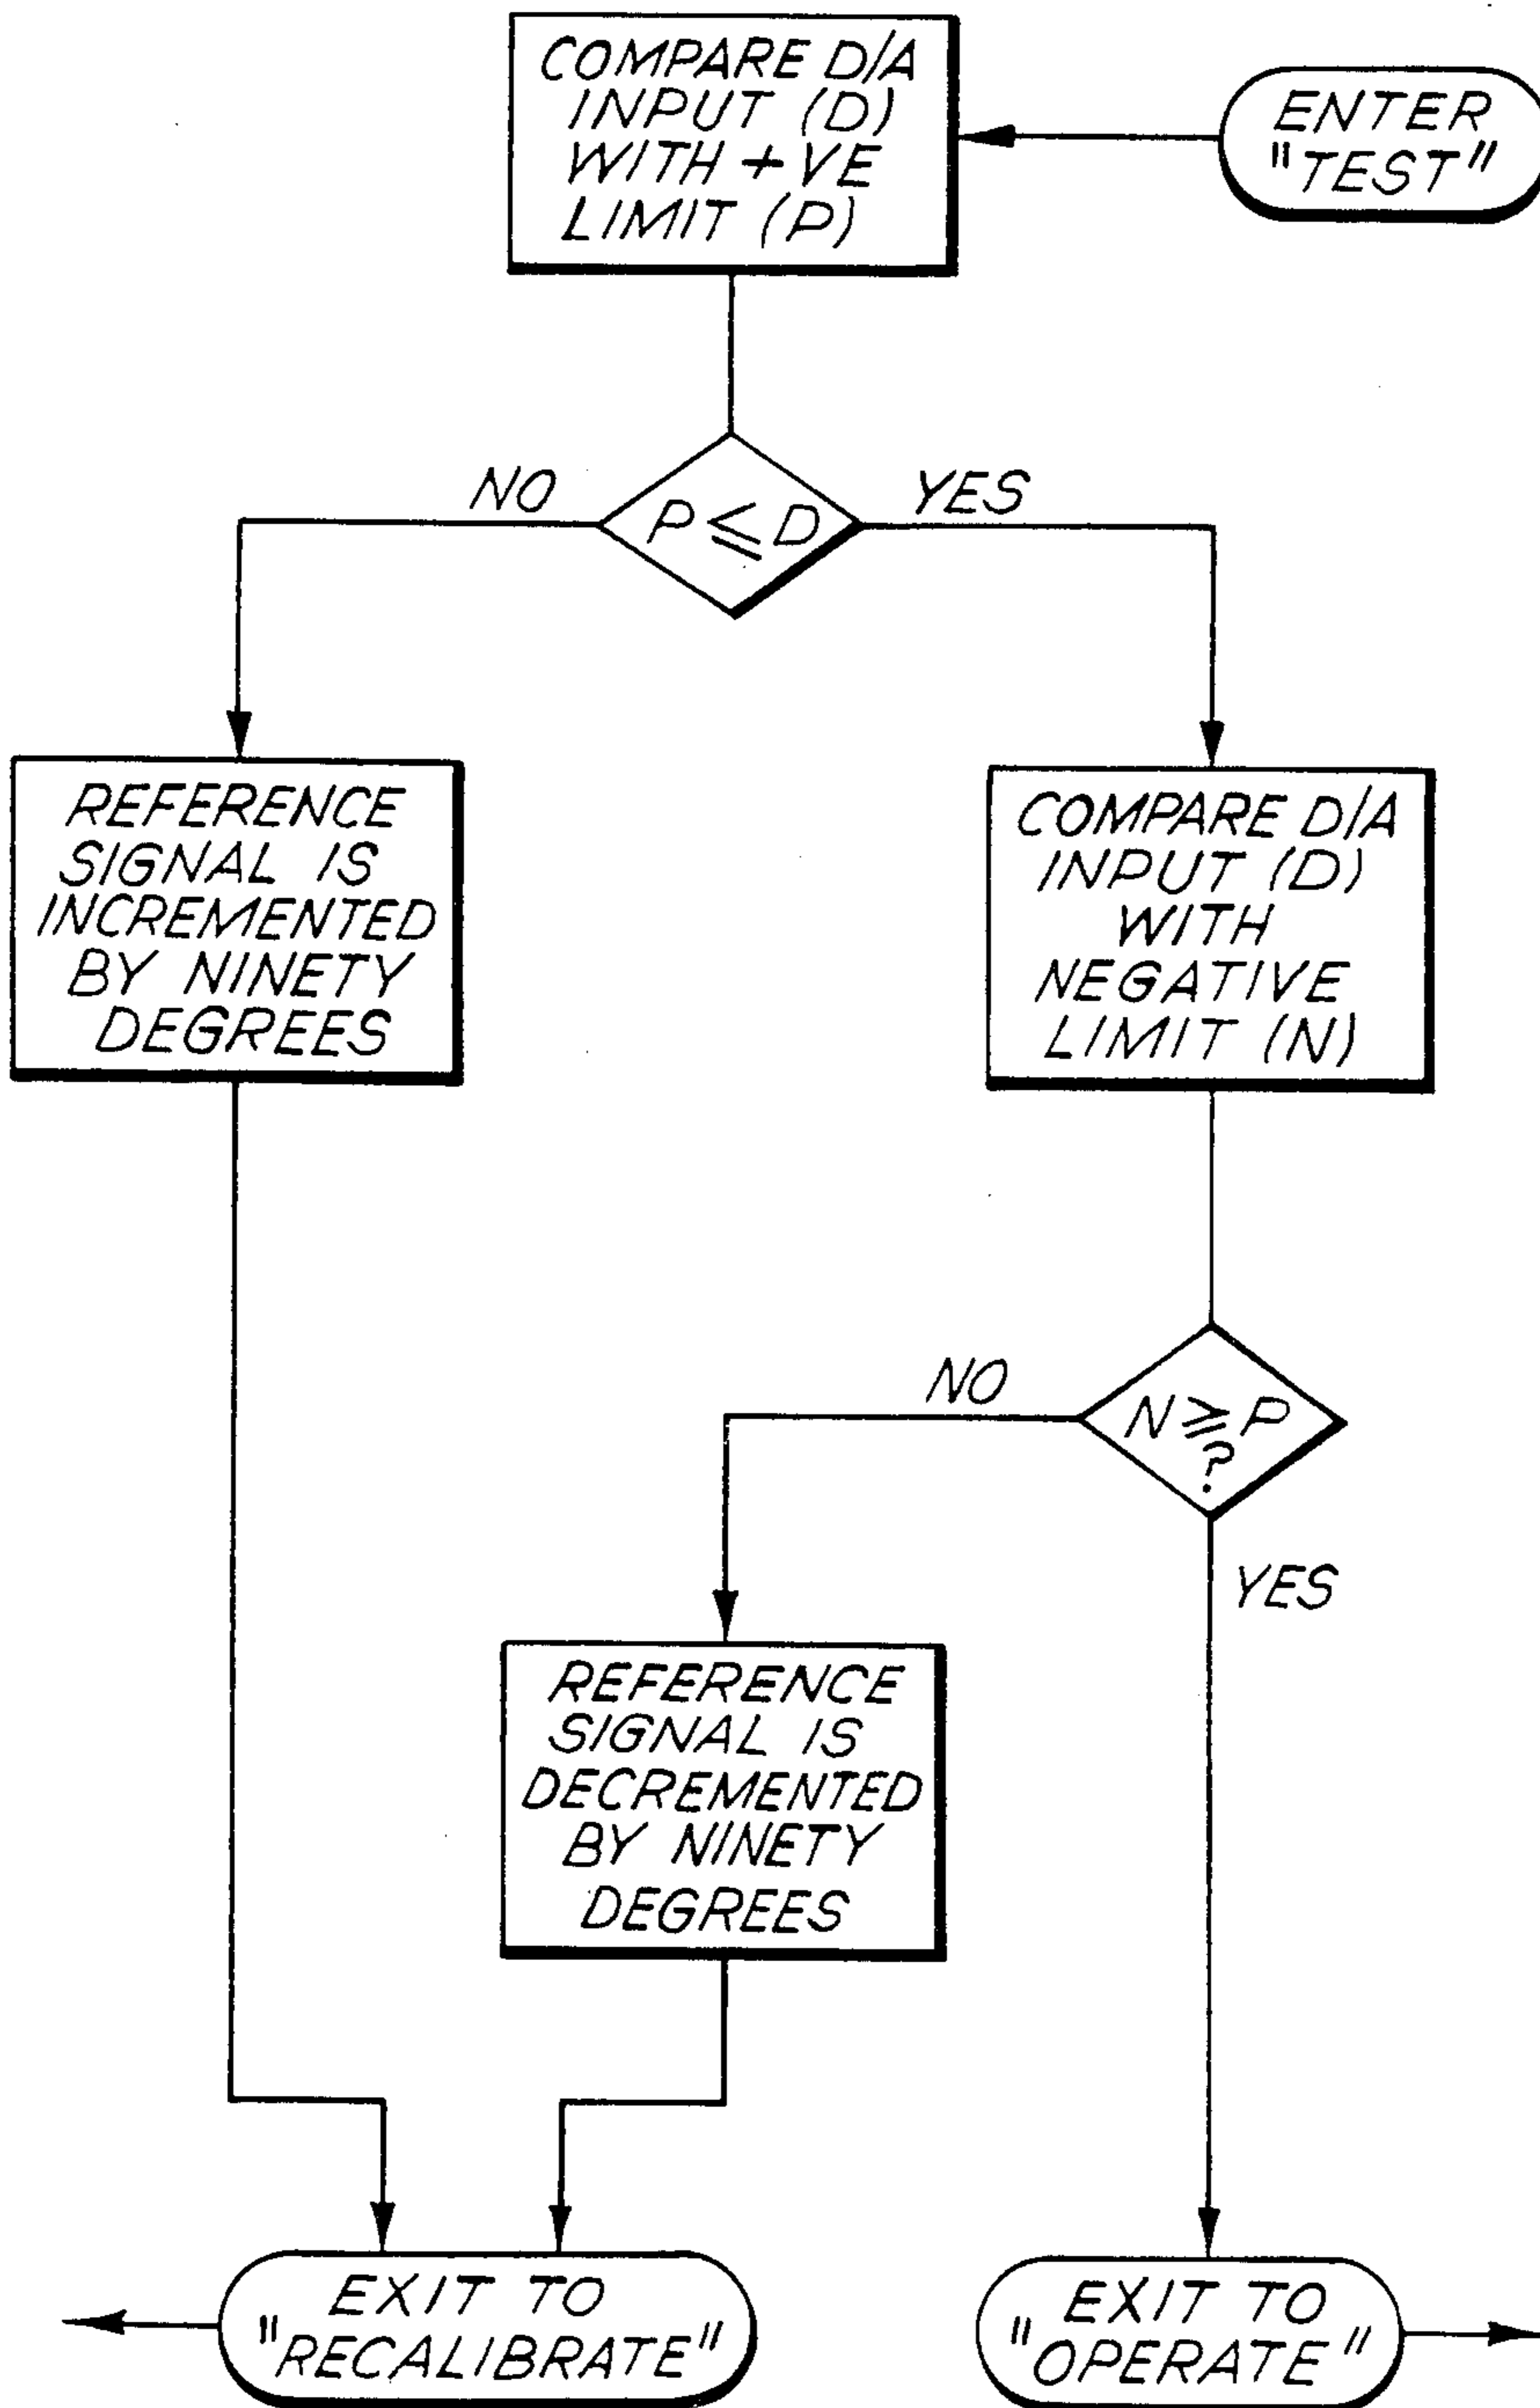 COMPARE D/A
INPUT (D)
WITH +VE
LIMIT (P)
ENTER
"TEST"
NO
P ≤ D
YES
REFERENCE
SIGNAL IS
INCREMENTED
BY NINETY
DEGREES
COMPARE D/A
INPUT (D)
WITH
NEGATIVE
LIMIT (N)
NO
N ≥ P
?
YES
REFERENCE
SIGNAL IS
DECREMENTED
BY NINETY
DEGREES
EXIT TO
"RECALIBRATE"
EXIT TO
"OPERATE"